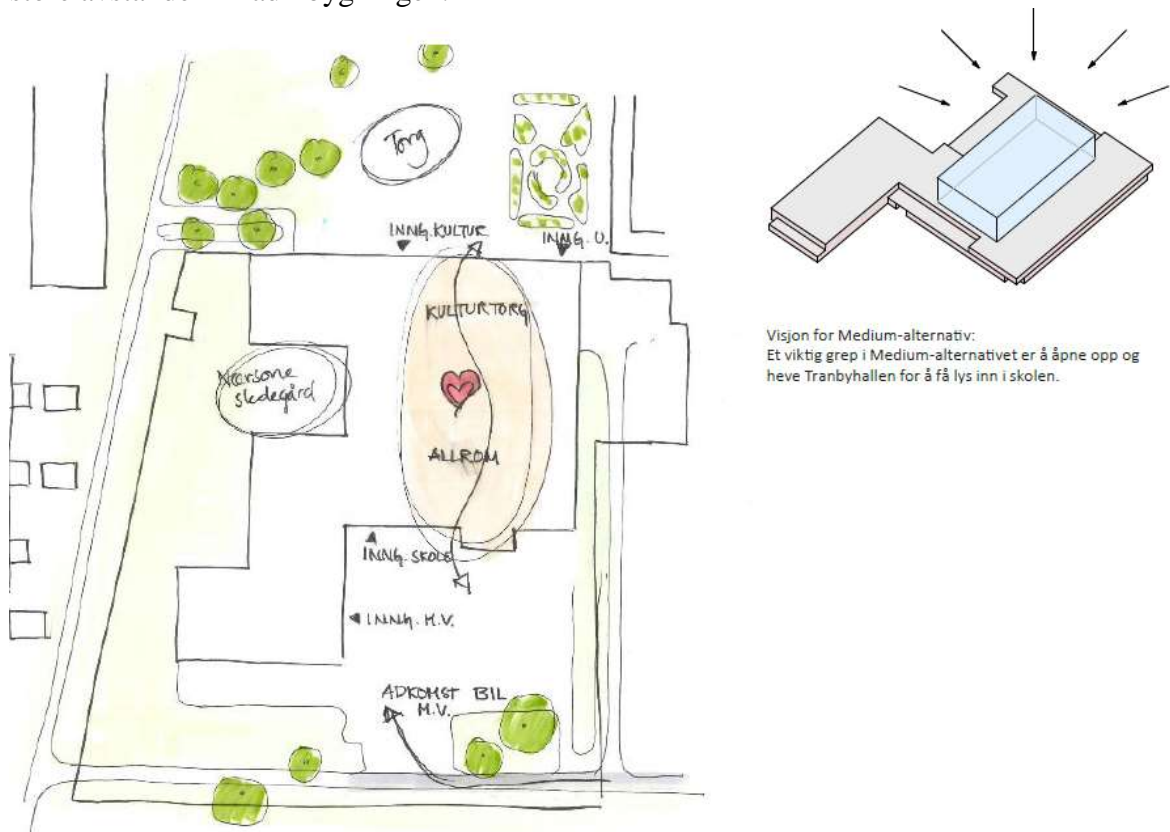 Torg
INNG. KULTUR
INNG. U.
KULTURTORG
Nærsone
skolegård
ALLROM
INNG. SKOLE
INNG. M.V.
ADKOMST BIL
M.V.
Visjon for Medium-alternativ:
Et viktig grep i Medium-alternativet er å åpne opp og
heve Tranbyhallen for å få lys inn i skolen.